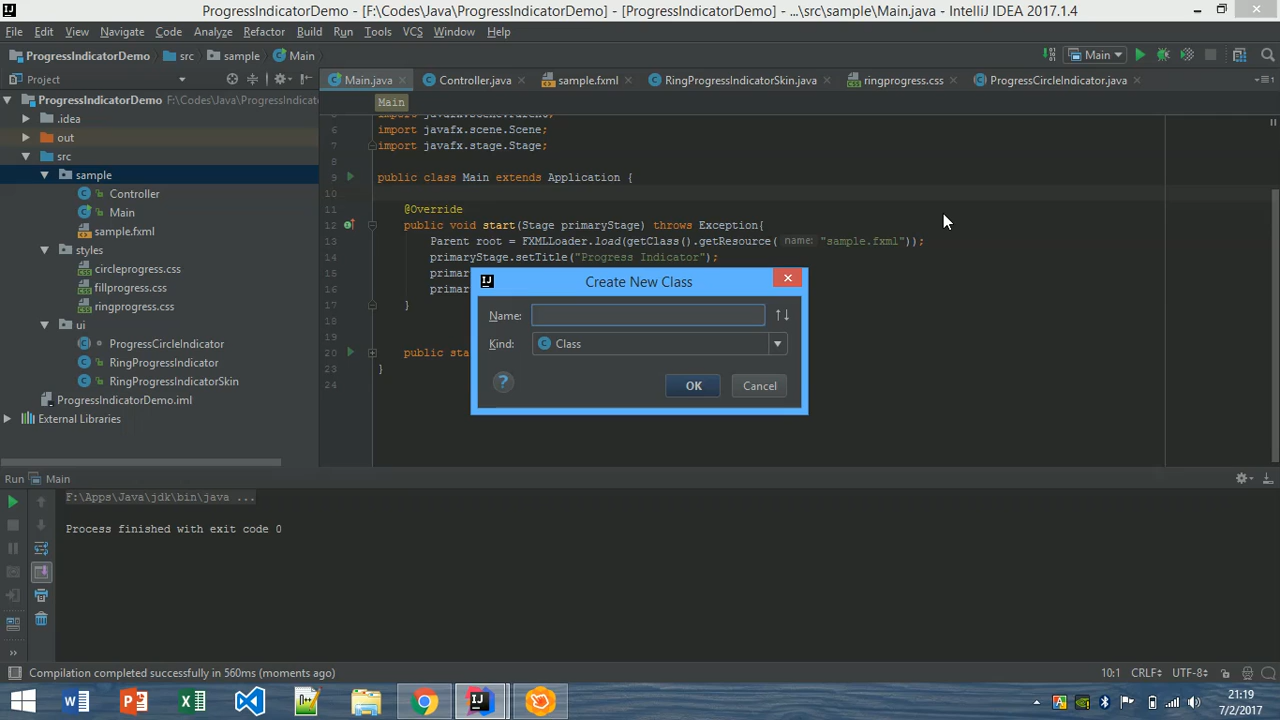 ProgressIndicatorDemo - [F:\Codes\Java\ProgressIndicatorDemo] - [ProgressIndicatorDemo] - ...\src\sample\Main.java - IntelliJ IDEA 2017.1.4
File Edit View Navigate Code Analyze Refactor Build Run Tools VCS Window Help
ProgressIndicatorDemo src sample Main Main
Project
Main.java Controller.java sample.fxml RingProgressIndicatorSkin.java ringprogress.css ProgressCircleIndicator.java
ProgressIndicatorDemo F:\Codes\Java\ProgressIndicat
.idea
out
src
sample
Controller
Main
sample.fxml
styles
circleprogress.css
fillprogress.css
ringprogress.css
ui
ProgressCircleIndicator
RingProgressIndicator
RingProgressIndicatorSkin
ProgressIndicatorDemo.iml
External Libraries
Main
import javafx.scene.Parent;
6 import javafx.scene.Scene;
7 import javafx.stage.Stage;
8
9 public class Main extends Application {
10
11 @Override
12 public void start(Stage primaryStage) throws Exception{
13 Parent root = FXMLLoader.load(getClass().getResource( name: "sample.fxml"));
14 primaryStage.setTitle("Progress Indicator");
15 primar
16 primar
17 }
18
19
20 public sta
23 }
24
Create New Class
Name:
Kind: Class
?
OK Cancel
Run Main
F:\Apps\Java\jdk\bin\java ...
Process finished with exit code 0
Compilation completed successfully in 560ms (moments ago)
10:1 CRLF UTF-8
21:19
7/2/2017